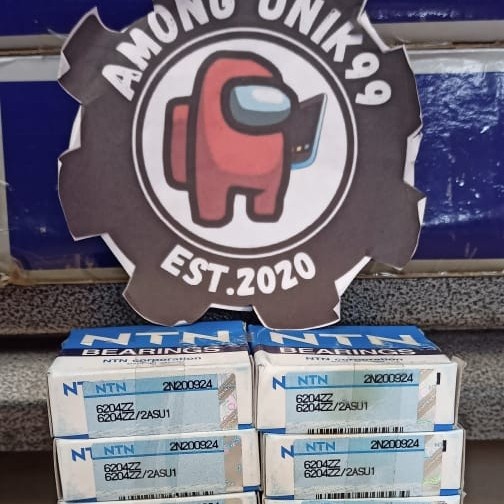 AMONG UNIK99
EST.2020
NTN
BEARINGS
NTN corporation
NTN
BEARINGS
NTN corporation
NTN 2N200924
6204ZZ
6204ZZ/2ASU1
NTN 2N200924
6204ZZ
6204ZZ/2ASU1
NTN 2N200924
6204ZZ
6204ZZ/2ASU1
NTN 2N200924
6204ZZ
6204ZZ/2ASU1